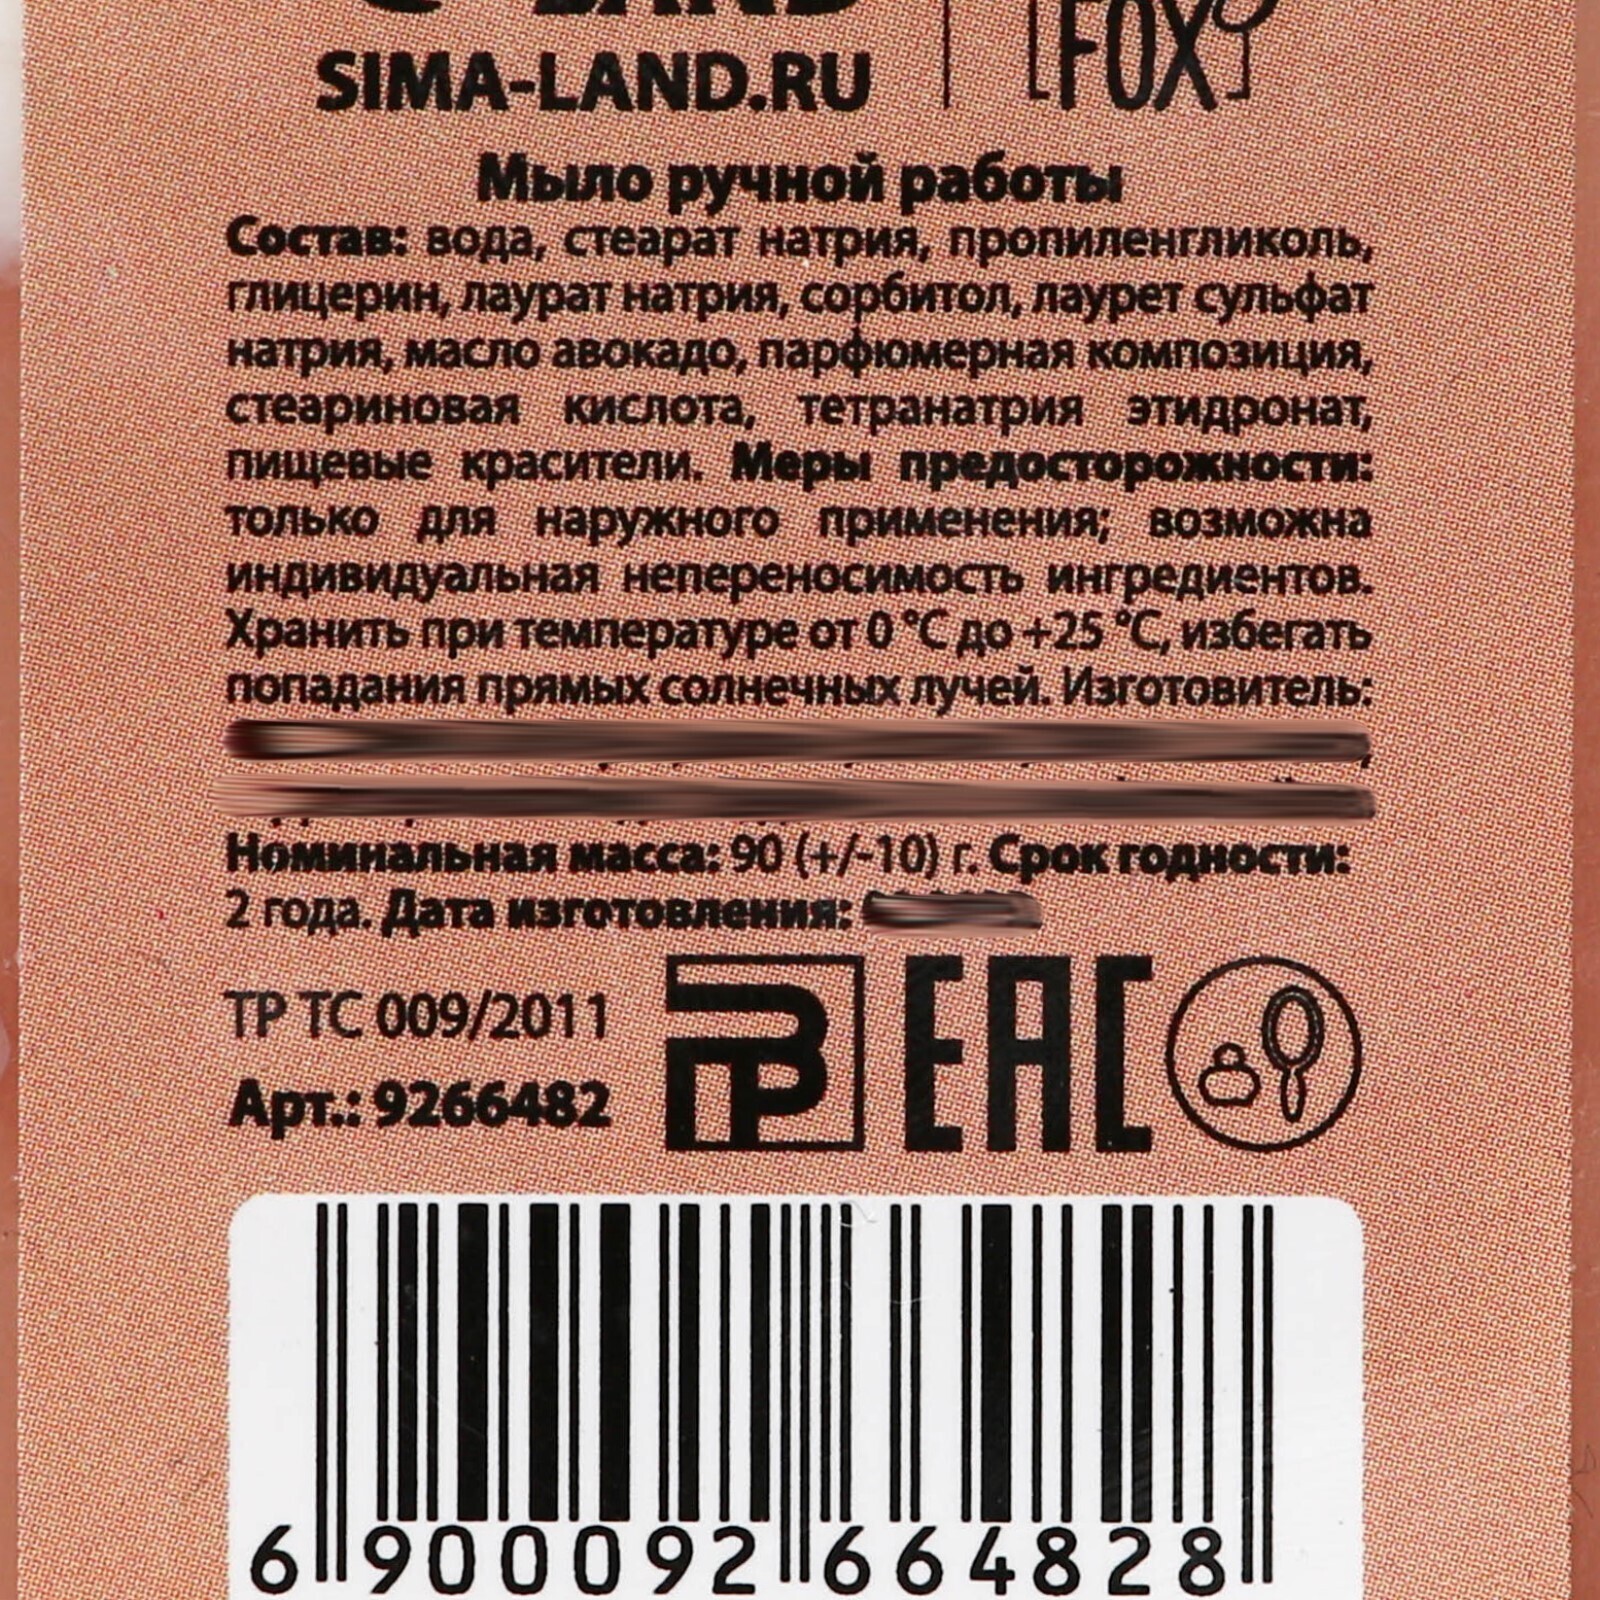 SIMA-LAND.RU
[FOX]
Мыло ручной работы
Состав: вода, стеарат натрия, пропиленгликоль,
глицерин, лаурат натрия, сорбитол, лаурет сульфат
натрия, масло авокадо, парфюмерная композиция,
стеариновая кислота, тетранатрия этидронат,
пищевые красители. Меры предосторожности:
только для наружного применения; возможна
индивидуальная непереносимость ингредиентов.
Хранить при температуре от 0 °C до +25 °C, избегать
попадания прямых солнечных лучей. Изготовитель:
Номинальная масса: 90 (+/-10) г. Срок годности:
2 года. Дата изготовления:
ТР ТС 009/2011
Арт.: 9266482
EAC
6 900092 664828